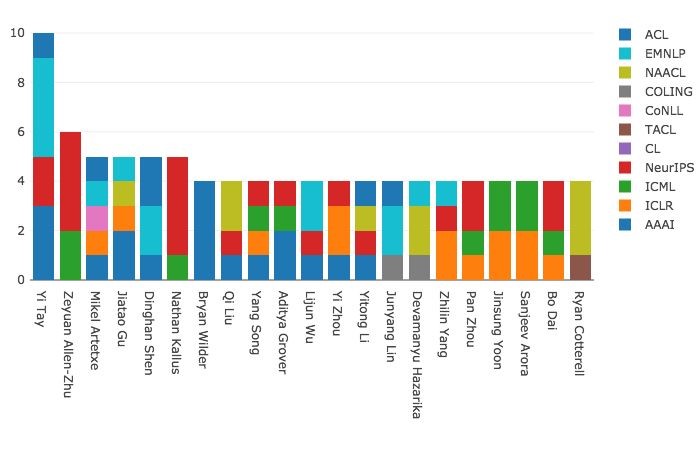 10
8
6
4
2
0
Yi Tay
Zeyuan Allen-Zhu
Mikel Artetxe
Jiatao Gu
Dinghan Shen
Nathan Kallus
Bryan Wilder
Qi Liu
Yang Song
Aditya Grover
Lijun Wu
Yi Zhou
Yitong Li
Junyang Lin
Devamanyu Hazarika
Zhilin Yang
Pan Zhou
Jinsung Yoon
Sanjeev Arora
Bo Dai
Ryan Cotterell
ACL
EMNLP
NAACL
COLING
CoNLL
TACL
CL
NeurIPS
ICML
ICLR
AAAI